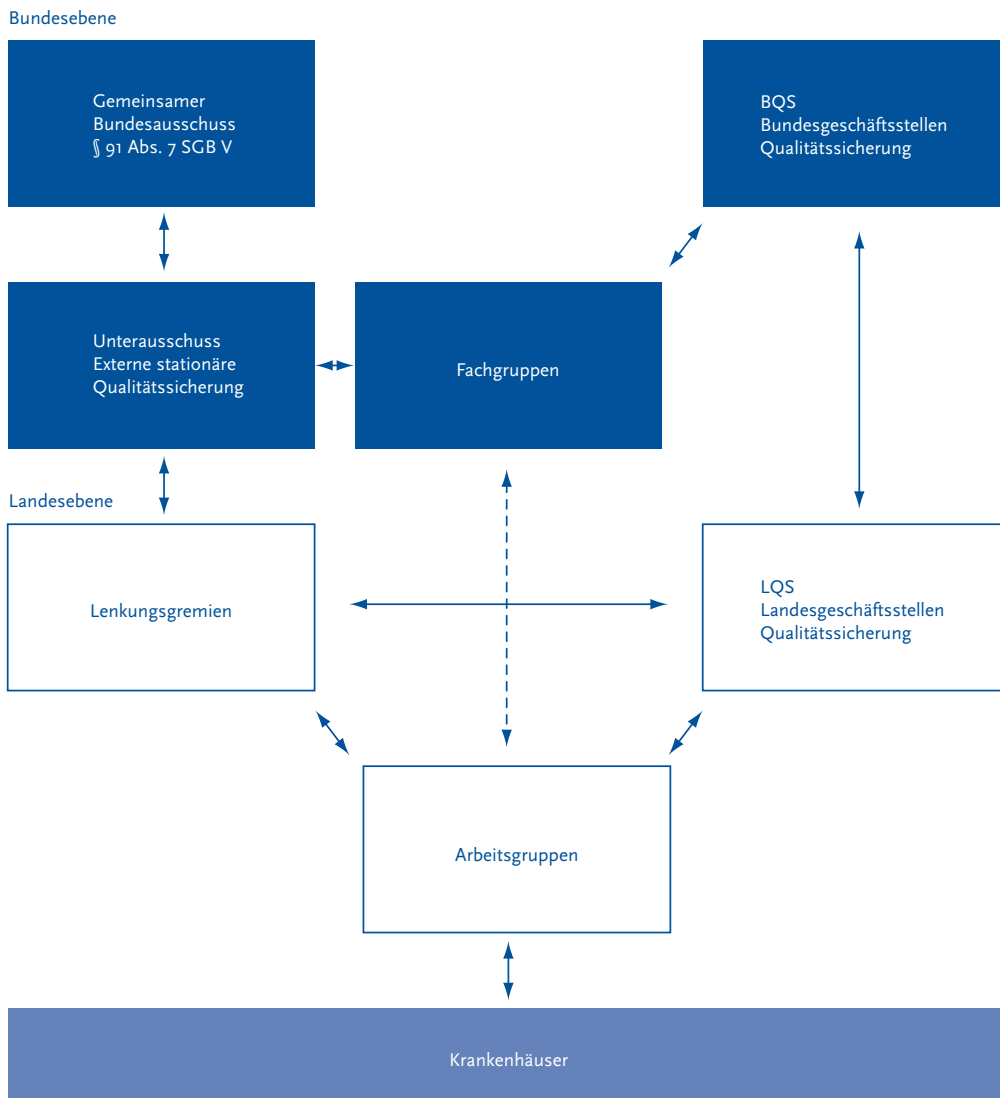 Bundesebene
Gemeinsamer
Bundesausschuss
§ 91 Abs. 7 SGB V
BQS
Bundesgeschäftsstellen
Qualitätssicherung
Unterausschuss
Externe stationäre
Qualitätssicherung
Fachgruppen
Landesebene
Lenkungsgremien
LQS
Landesgeschäftsstellen
Qualitätssicherung
Arbeitsgruppen
Krankenhäuser